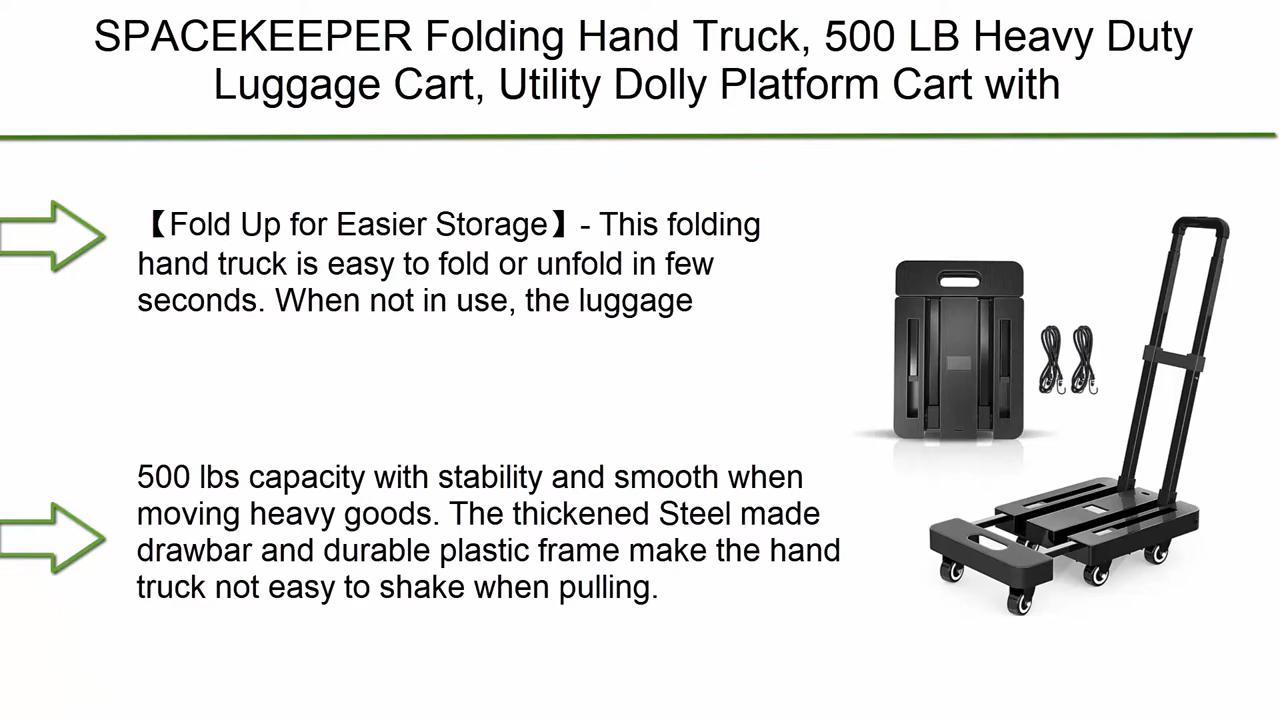 SPACEKEEPER Folding Hand Truck, 500 LB Heavy Duty
Luggage Cart, Utility Dolly Platform Cart with
【Fold Up for Easier Storage】- This folding
hand truck is easy to fold or unfold in few
seconds. When not in use, the luggage
500 lbs capacity with stability and smooth when
moving heavy goods. The thickened Steel made
drawbar and durable plastic frame make the hand
truck not easy to shake when pulling.